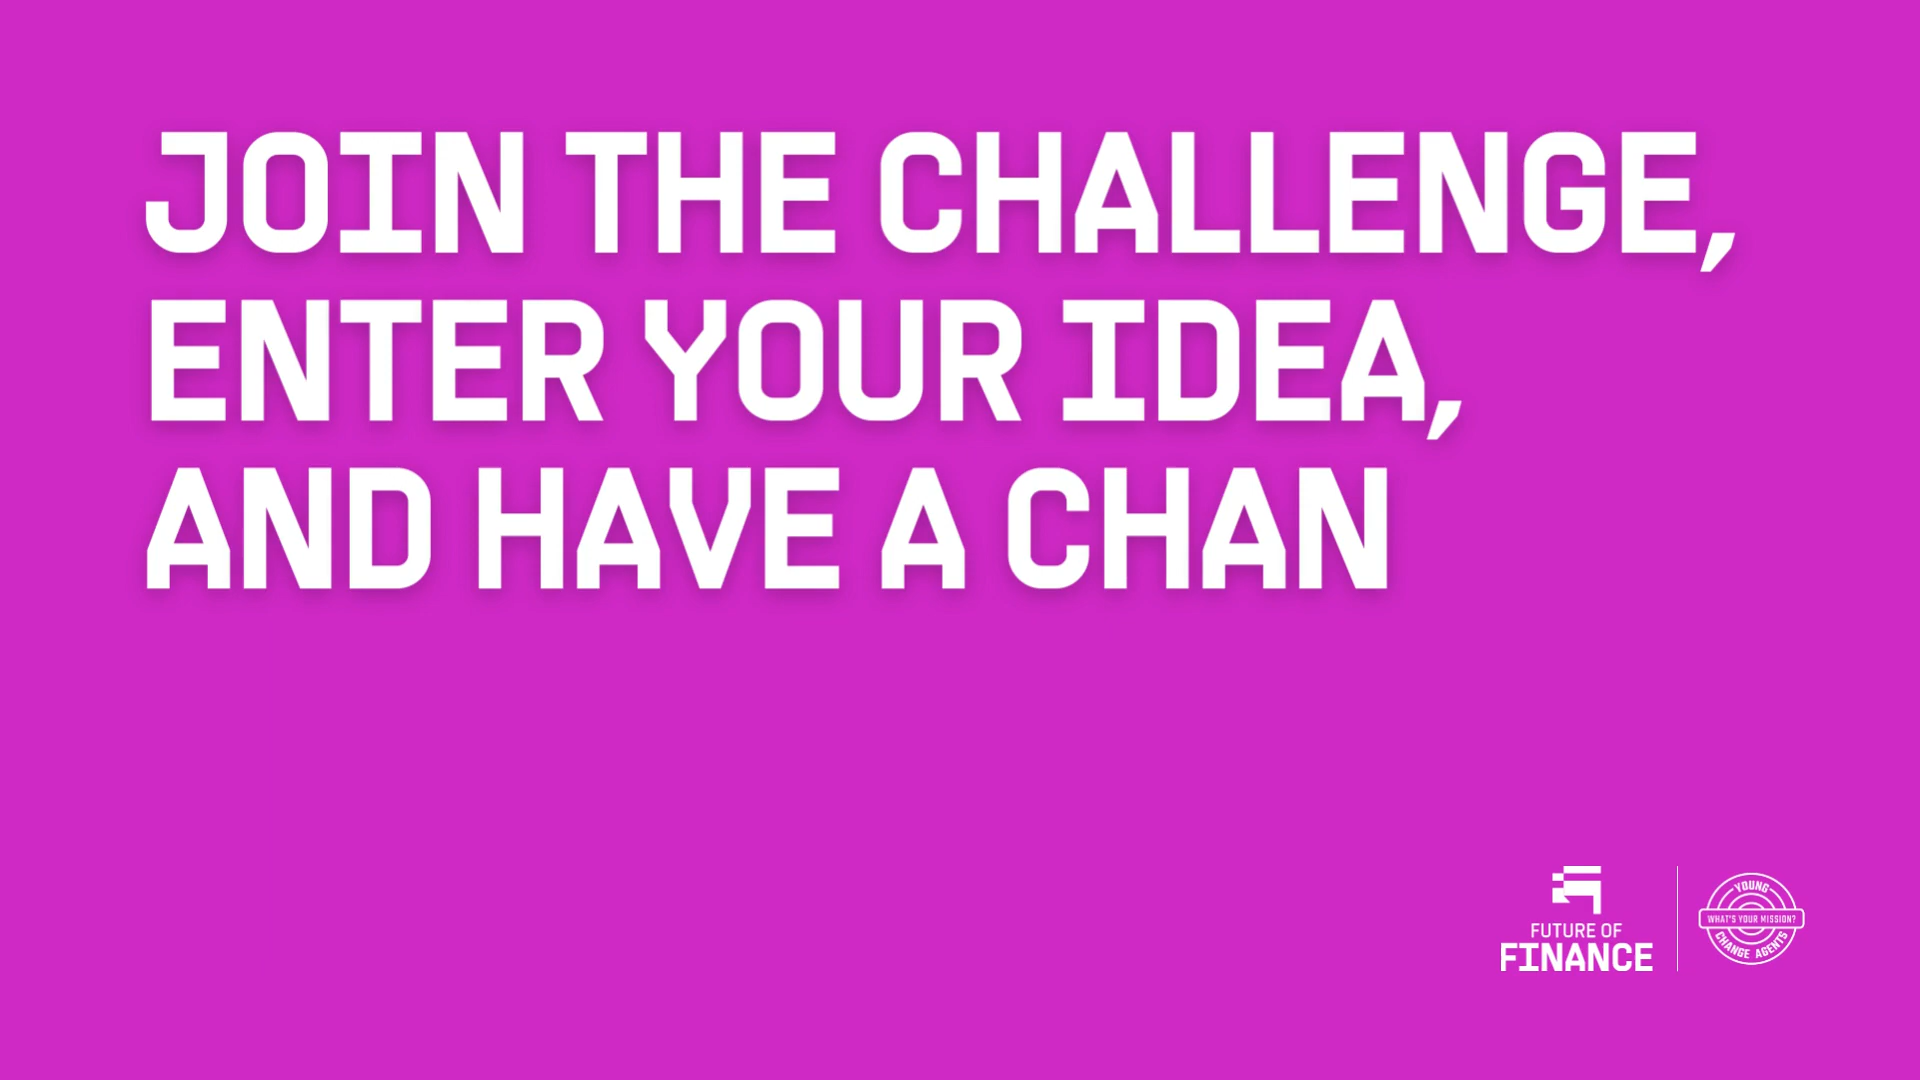 JOIN THE CHALLENGE,
ENTER YOUR IDEA,
AND HAVE A CHAN
FUTURE OF
FINANCE
YOUNG
WHAT'S YOUR MISSION?
CHANGE AGENTS